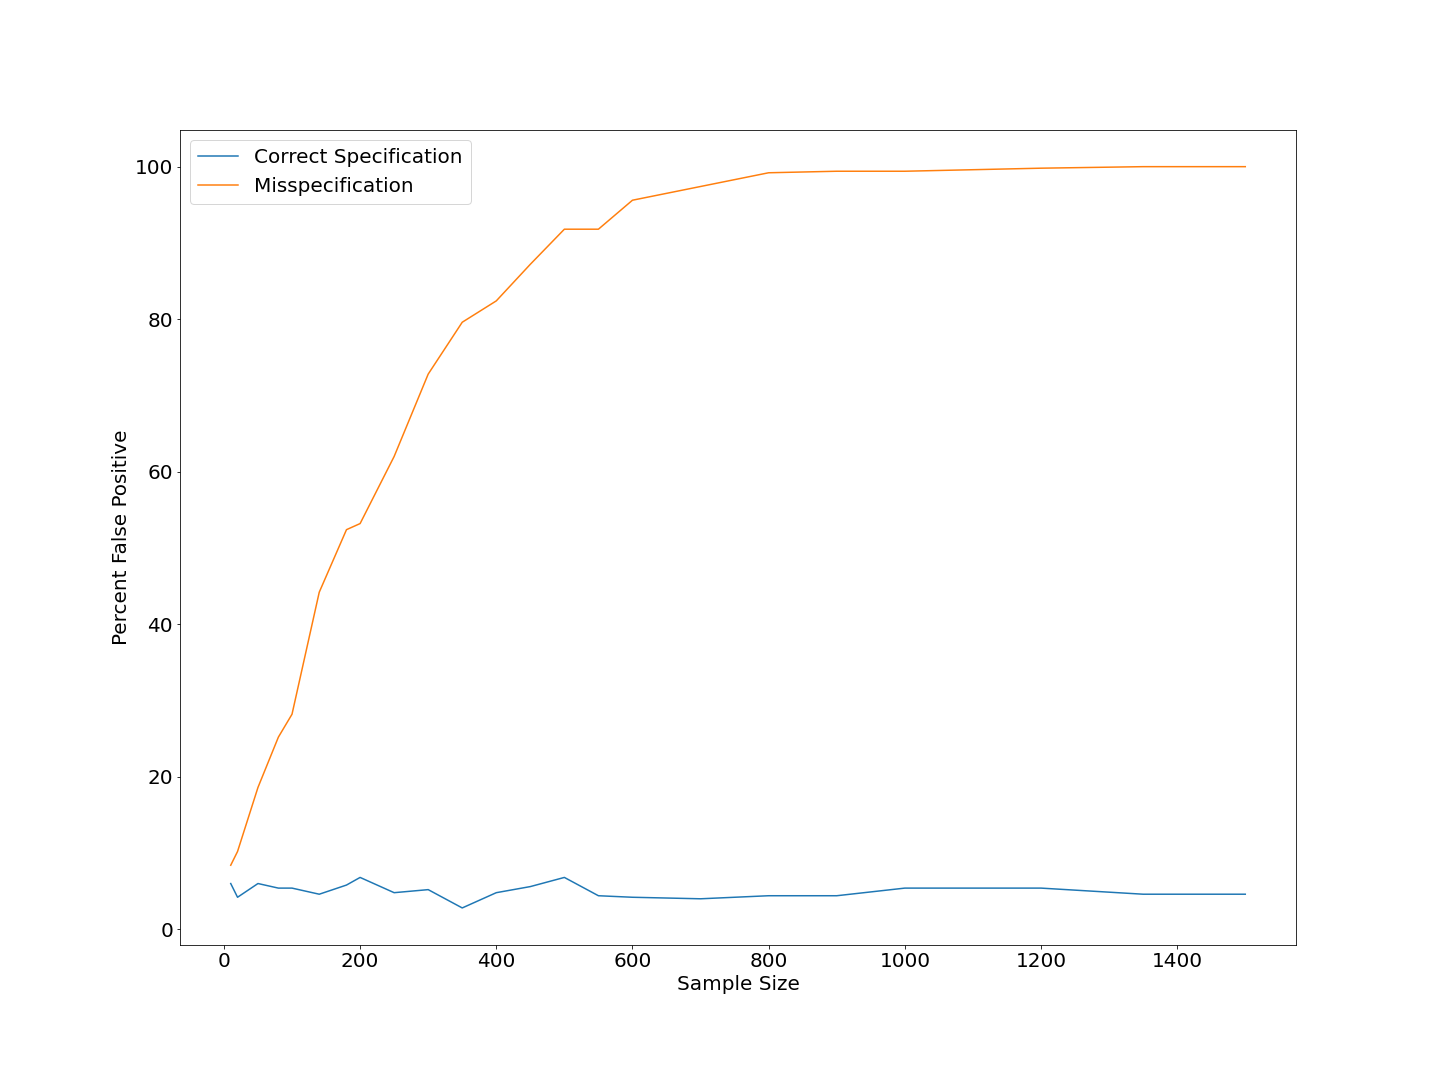 Correct Specification
Misspecification
100
80
60
40
20
0
Percent False Positive
0 200 400 600 800 1000 1200 1400
Sample Size